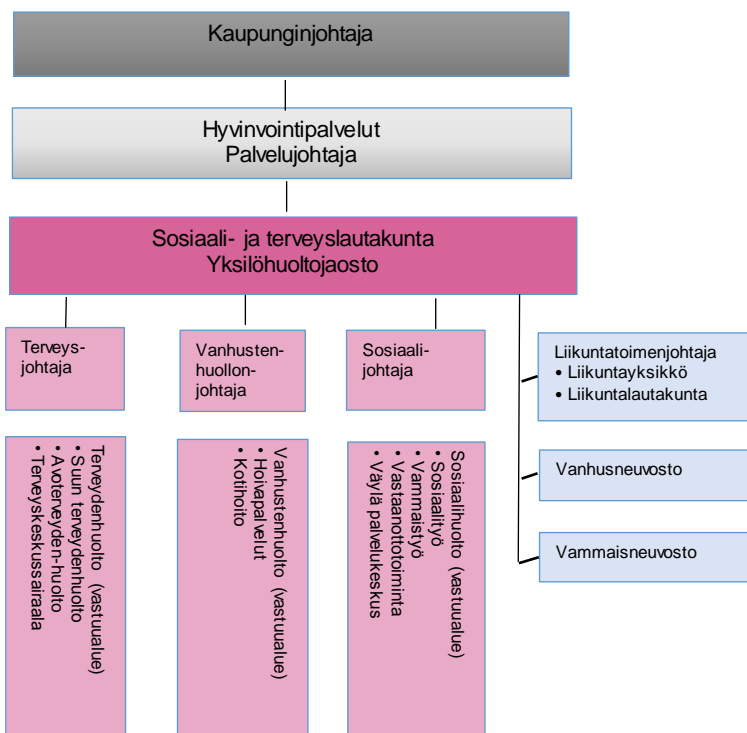 Kaupunginjohtaja
Hyvinvointipalvelut
Palvelujohtaja
Sosiaali- ja terveyslautakunta
Yksilöhuoltojaosto
Terveys-
johtaja
Vanhusten-
huollon-
johtaja
Sosiaali-
johtaja
Liikuntatoimenjohtaja
• Liikuntayksikkö
• Liikuntalautakunta
Vanhusneuvosto
Vammaisneuvosto
Terveydenhuolto (vastuualue)
• Suun terveydenhuolto
• Avoterveyden-huolto
• Terveyskeskussairaala
Vanhustenhuolto (vastuualue)
• Hoivapalvelut
• Kotihoito
Sosiaalihuolto (vastuualue)
• Sosiaalityö
• Vammaistyö
• Vastaanottotoiminta
• Väylä palvelukeskus